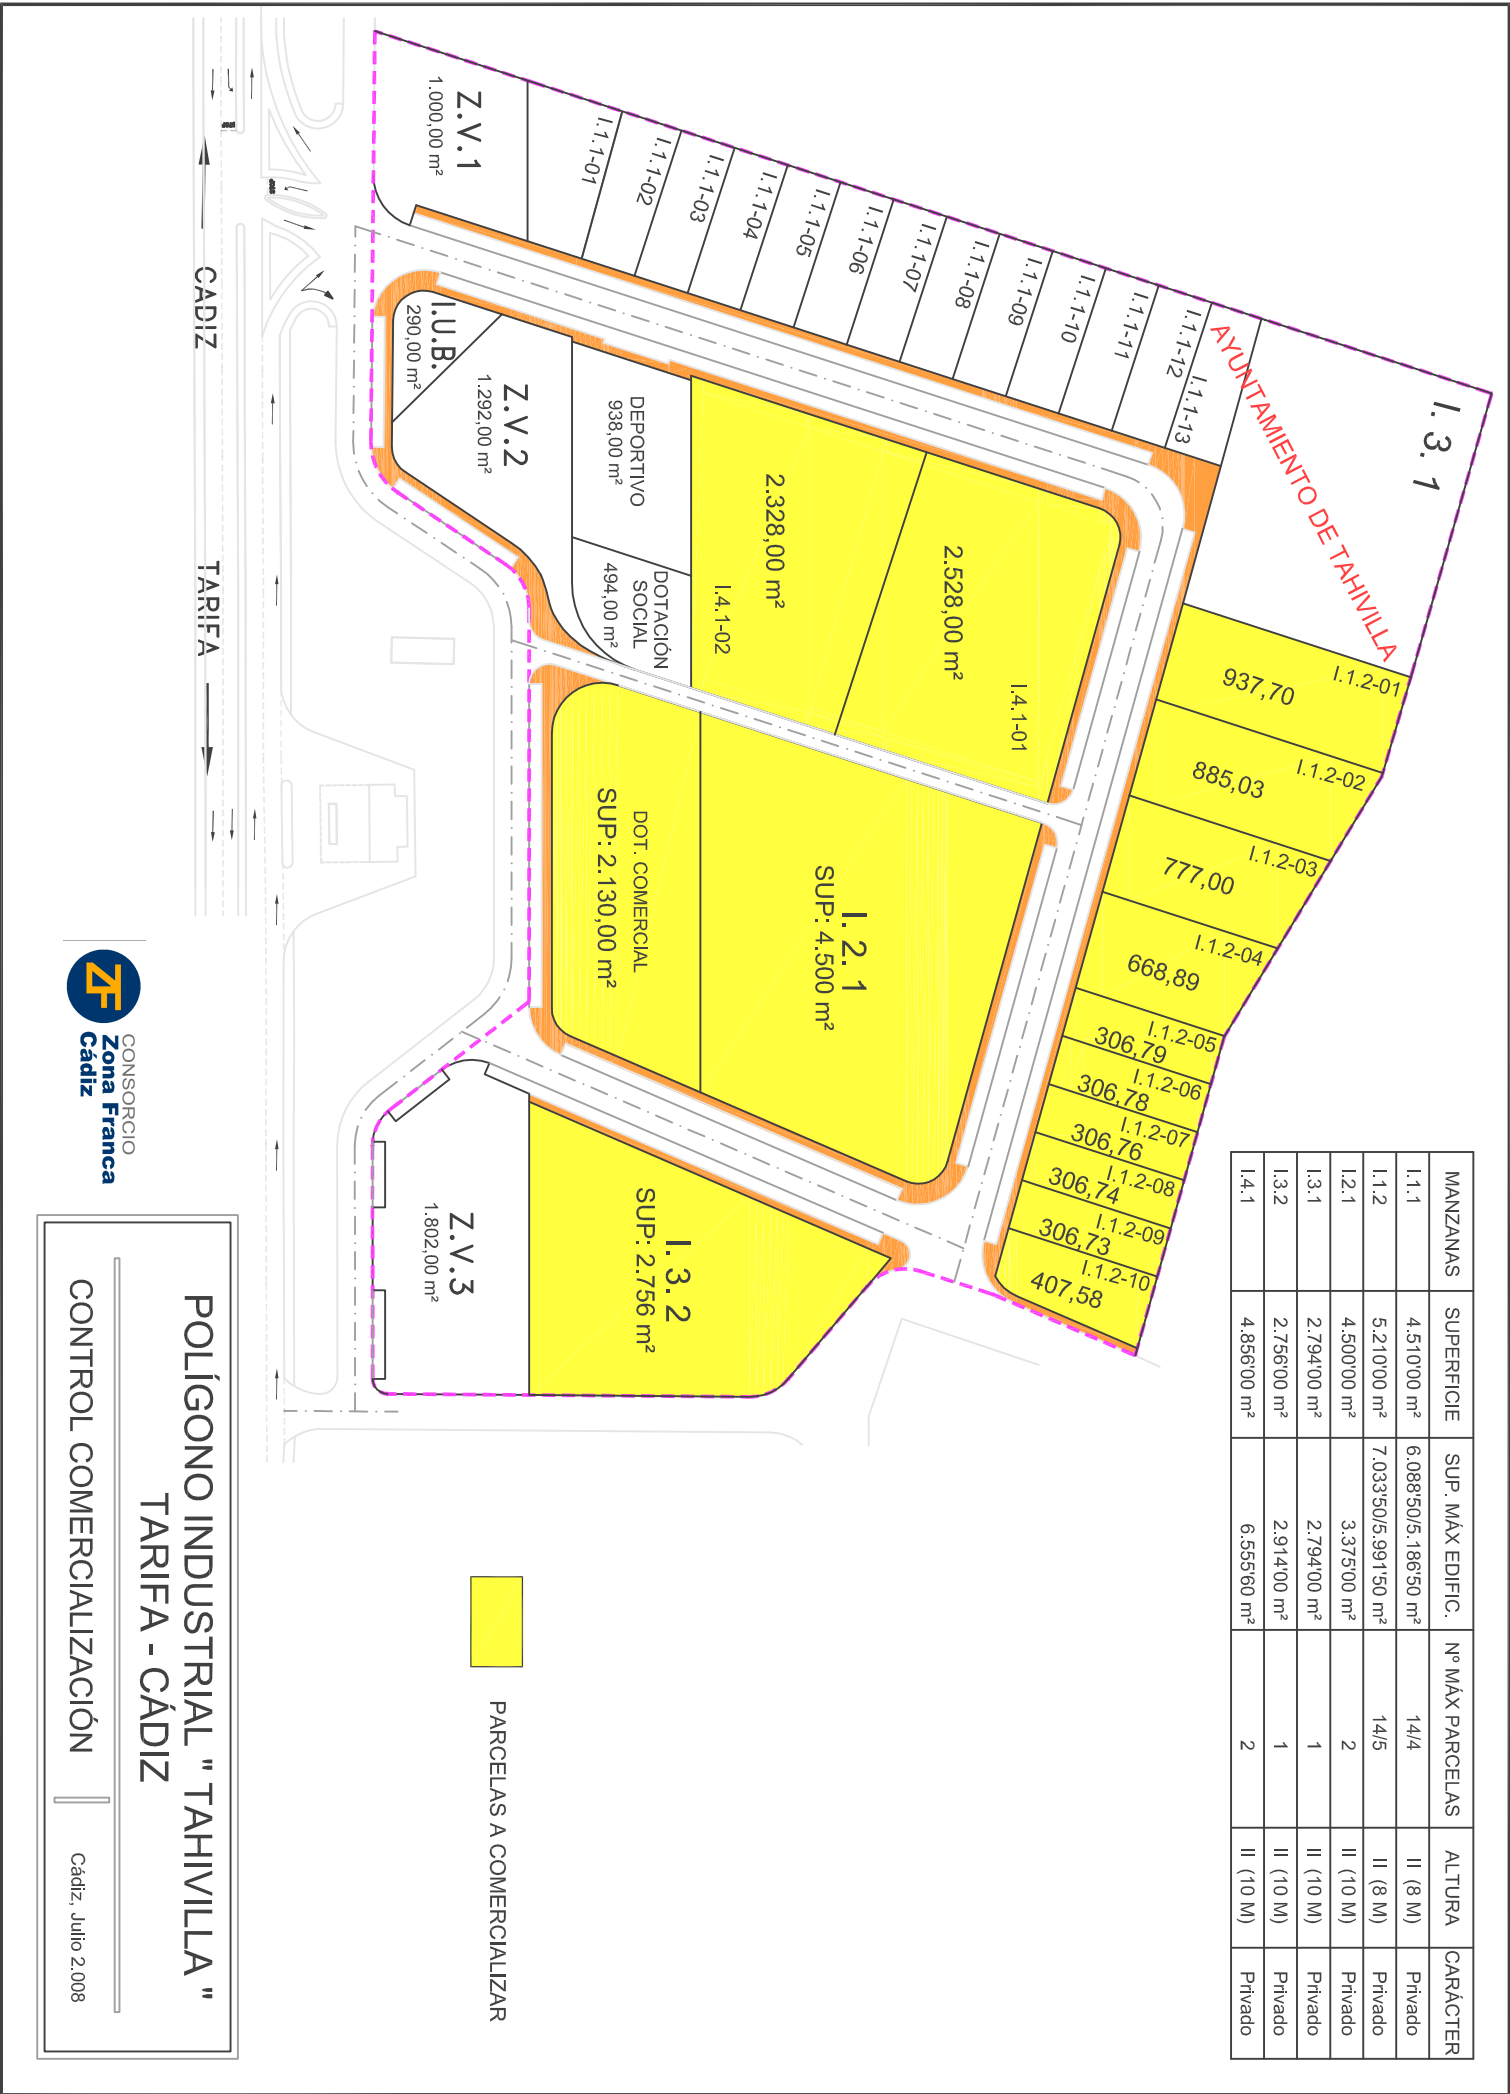 I. 3. 1
AYUNTAMIENTO DE TAHIVILLA
I.1.1-13
I.1.1-12
I.1.1-11
I.1.1-10
I.1.1-09
I.1.1-08
I.1.1-07
I.1.1-06
I.1.1-05
I.1.1-04
I.1.1-03
I.1.1-02
I.1.1-01
Z.V.1
1.000,00 m²
I.1.2-01
937,70
I.1.2-02
885,03
I.1.2-03
777,00
I.1.2-04
668,89
I.1.2-05
306,79
I.1.2-06
306,78
I.1.2-07
306,76
I.1.2-08
306,74
I.1.2-09
306,73
I.1.2-10
407,58
I.4.1-01
2.528,00 m²
2.328,00 m²
I.4.1-02
DEPORTIVO
938,00 m²
DOTACIÓN
SOCIAL
494,00 m²
Z.V.2
1.292,00 m²
I.U.B.
290,00 m²
I. 2. 1
SUP: 4.500 m²
DOT. COMERCIAL
SUP: 2.130,00 m²
I. 3. 2
SUP: 2.756 m²
Z.V.3
1.802,00 m²
CADIZ
TARIFA
MANZANAS SUPERFICIE SUP. MÁX EDIFIC. Nº MÁX PARCELAS ALTURA CARÁCTER
I.1.1 4.510'00 m² 6.088'50/5.186'50 m² 14/4 II (8 M) Privado
I.1.2 5.210'00 m² 7.033'50/5.991'50 m² 14/5 II (8 M) Privado
I.2.1 4.500'00 m² 3.375'00 m² 2 II (10 M) Privado
I.3.1 2.794'00 m² 2.794'00 m² 1 II (10 M) Privado
I.3.2 2.756'00 m² 2.914'00 m² 1 II (10 M) Privado
I.4.1 4.856'00 m² 6.555'60 m² 2 II (10 M) Privado
PARCELAS A COMERCIALIZAR
ZF
CONSORCIO
Zona Franca
Cádiz
POLÍGONO INDUSTRIAL " TAHIVILLA "
TARIFA - CÁDIZ
CONTROL COMERCIALIZACIÓN
Cádiz, Julio 2.008